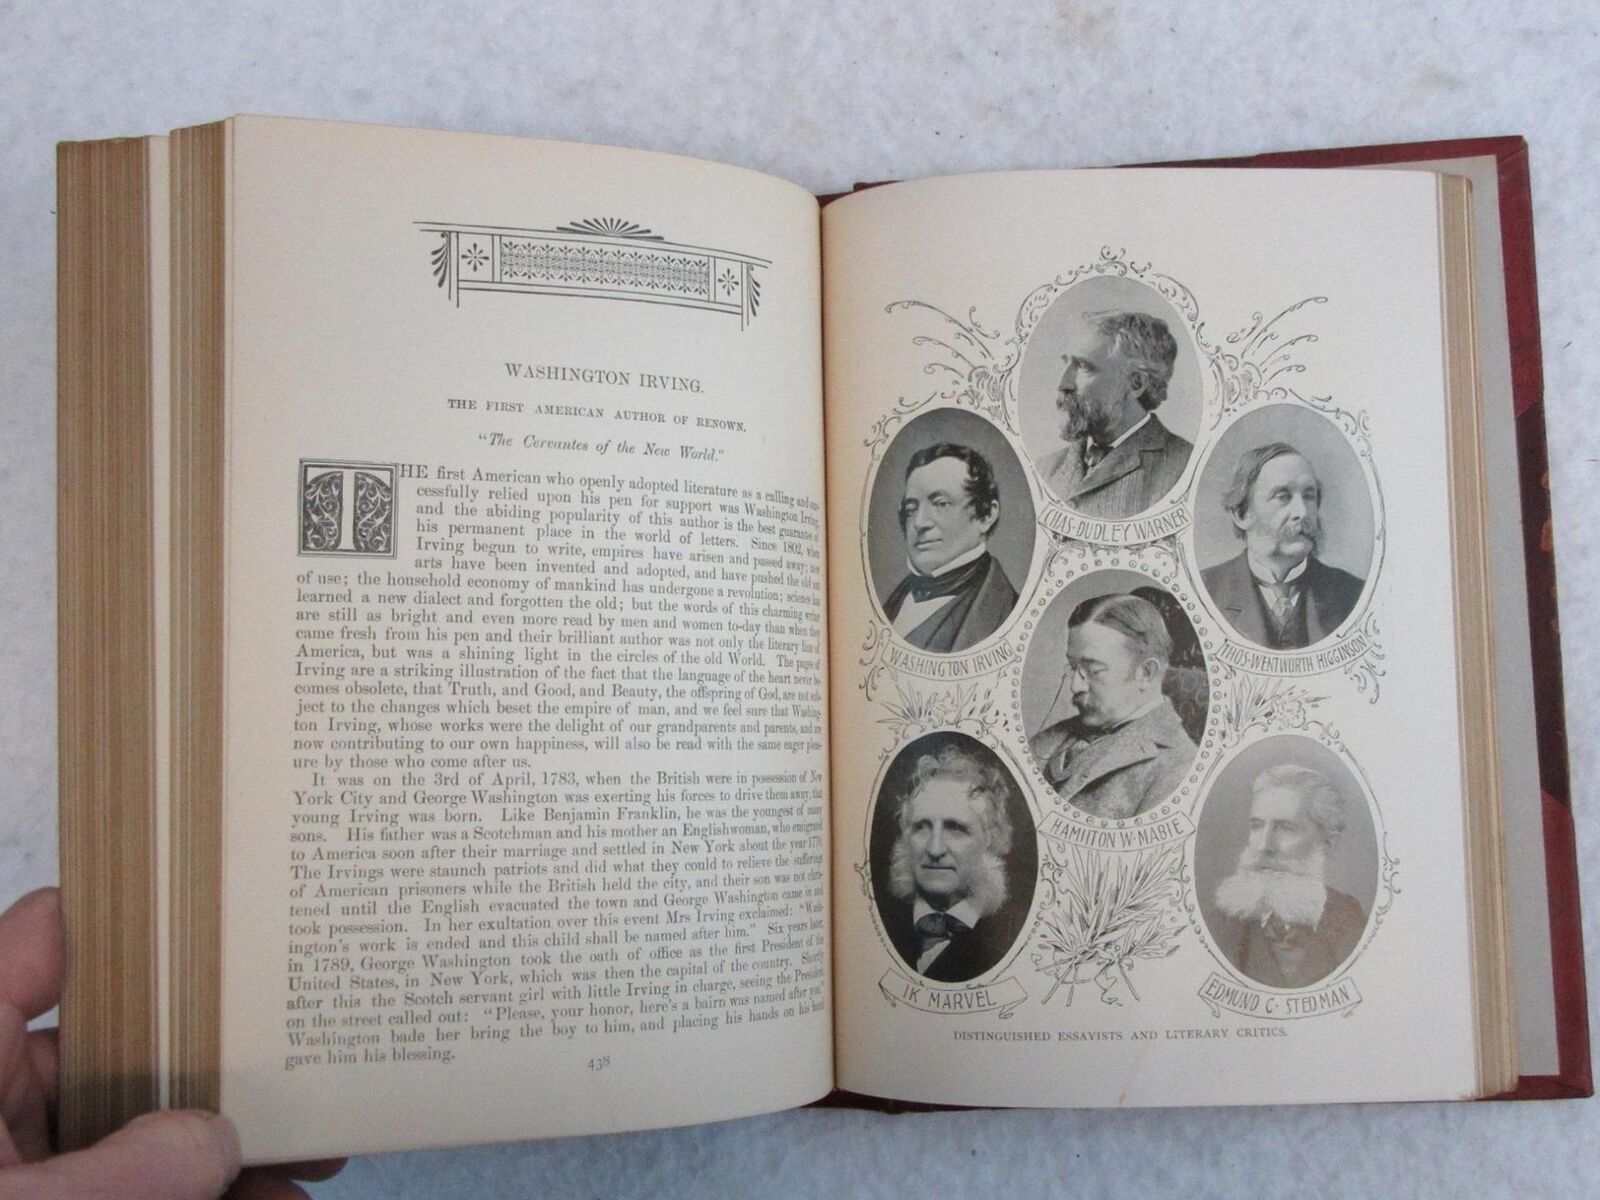 WASHINGTON IRVING.
THE FIRST AMERICAN AUTHOR OF RENOWN.
"The Cervantes of the New World."
THE first American who openly adopted literature as a calling and suc-
cessfully relied upon his pen for support was Washington Irving,
and the abiding popularity of this author is the best guarantee of
his permanent place in the world of letters. Since 1802, when
Irving begun to write, empires have arisen and passed away; new
arts have been invented and adopted, and have pushed the old out
of use; the household economy of mankind has undergone a revolution; science has
learned a new dialect and forgotten the old; but the words of this charming writer
are still as bright and even more read by men and women to-day than when they
came fresh from his pen and their brilliant author was not only the literary lion of
America, but was a shining light in the circles of the old World. The pages of
Irving are a striking illustration of the fact that the language of the heart never be-
comes obsolete, that Truth, and Good, and Beauty, the offspring of God, are not sub-
ject to the changes which beset the empire of man, and we feel sure that Washing-
ton Irving, whose works were the delight of our grandparents and parents, and are
now contributing to our own happiness, will also be read with the same eager pleas-
ure by those who come after us.
It was on the 3rd of April, 1783, when the British were in possession of New
York City and George Washington was exerting his forces to drive them away, that
young Irving was born. Like Benjamin Franklin, he was the youngest of many
sons. His father was a Scotchman and his mother an Englishwoman, who emigrated
to America soon after their marriage and settled in New York about the year 1770.
The Irvings were staunch patriots and did what they could to relieve the sufferings
of American prisoners while the British held the city, and their son was not chris-
tened until the English evacuated the town and George Washington came in and
took possession. In her exultation over this event Mrs Irving exclaimed: "Wash-
ington's work is ended and this child shall be named after him." Six years later,
in 1789, George Washington took the oath of office as the first President of the
United States, in New York, which was then the capital of the country. Shortly
after this the Scotch servant girl with little Irving in charge, seeing the President
on the street called out: "Please, your honor, here's a bairn was named after you."
Washington bade her bring the boy to him, and placing his hands on his head
gave him his blessing.
438
CHAS·DUDLEY WARNER
WASHINGTON IRVING
THOS·WENTWORTH HIGGINSON
HAMILTON W·MABIE
IK MARVEL
EDMUND C· STEDMAN
DISTINGUISHED ESSAYISTS AND LITERARY CRITICS.